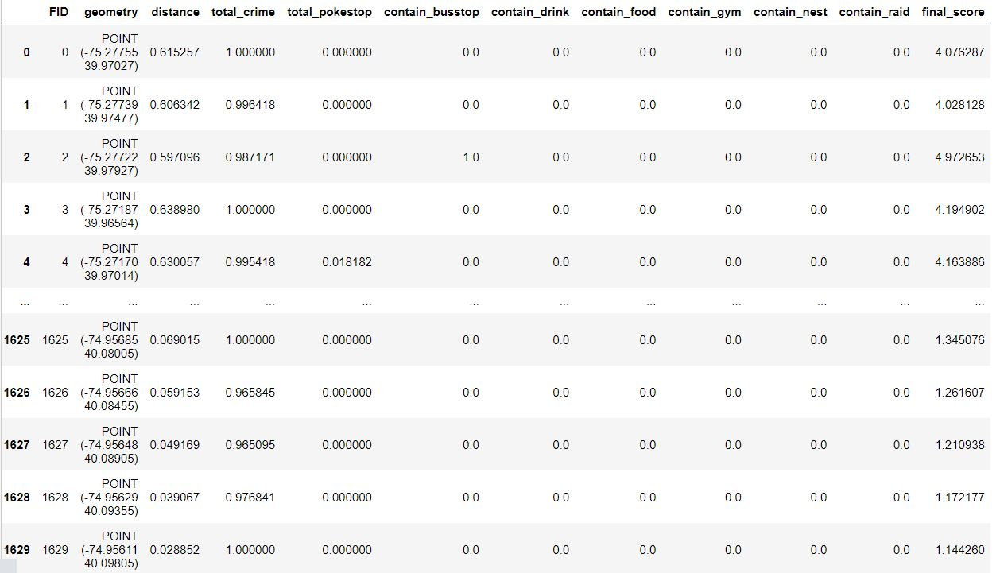 FID geometry distance total_crime total_pokestop contain_busstop contain_drink contain_food contain_gym contain_nest contain_raid final_score
POINT
0 0 (-75.27755 0.615257 1.000000 0.000000 0.0 0.0 0.0 0.0 0.0 0.0 4.076287
39.97027)
POINT
1 1 (-75.27739 0.606342 0.996418 0.000000 0.0 0.0 0.0 0.0 0.0 0.0 4.028128
39.97477)
POINT
2 2 (-75.27722 0.597096 0.987171 0.000000 1.0 0.0 0.0 0.0 0.0 0.0 4.972653
39.97927)
POINT
3 3 (-75.27187 0.638980 1.000000 0.000000 0.0 0.0 0.0 0.0 0.0 0.0 4.194902
39.96564)
POINT
4 4 (-75.27170 0.630057 0.995418 0.018182 0.0 0.0 0.0 0.0 0.0 0.0 4.163886
39.97014)
... ... ... ... ... ... ... ... ... ... ... ... ...
POINT
1625 1625 (-74.95685 0.069015 1.000000 0.000000 0.0 0.0 0.0 0.0 0.0 0.0 1.345076
40.08005)
POINT
1626 1626 (-74.95666 0.059153 0.965845 0.000000 0.0 0.0 0.0 0.0 0.0 0.0 1.261607
40.08455)
POINT
1627 1627 (-74.95648 0.049169 0.965095 0.000000 0.0 0.0 0.0 0.0 0.0 0.0 1.210938
40.08905)
POINT
1628 1628 (-74.95629 0.039067 0.976841 0.000000 0.0 0.0 0.0 0.0 0.0 0.0 1.172177
40.09355)
POINT
1629 1629 (-74.95611 0.028852 1.000000 0.000000 0.0 0.0 0.0 0.0 0.0 0.0 1.144260
40.09805)